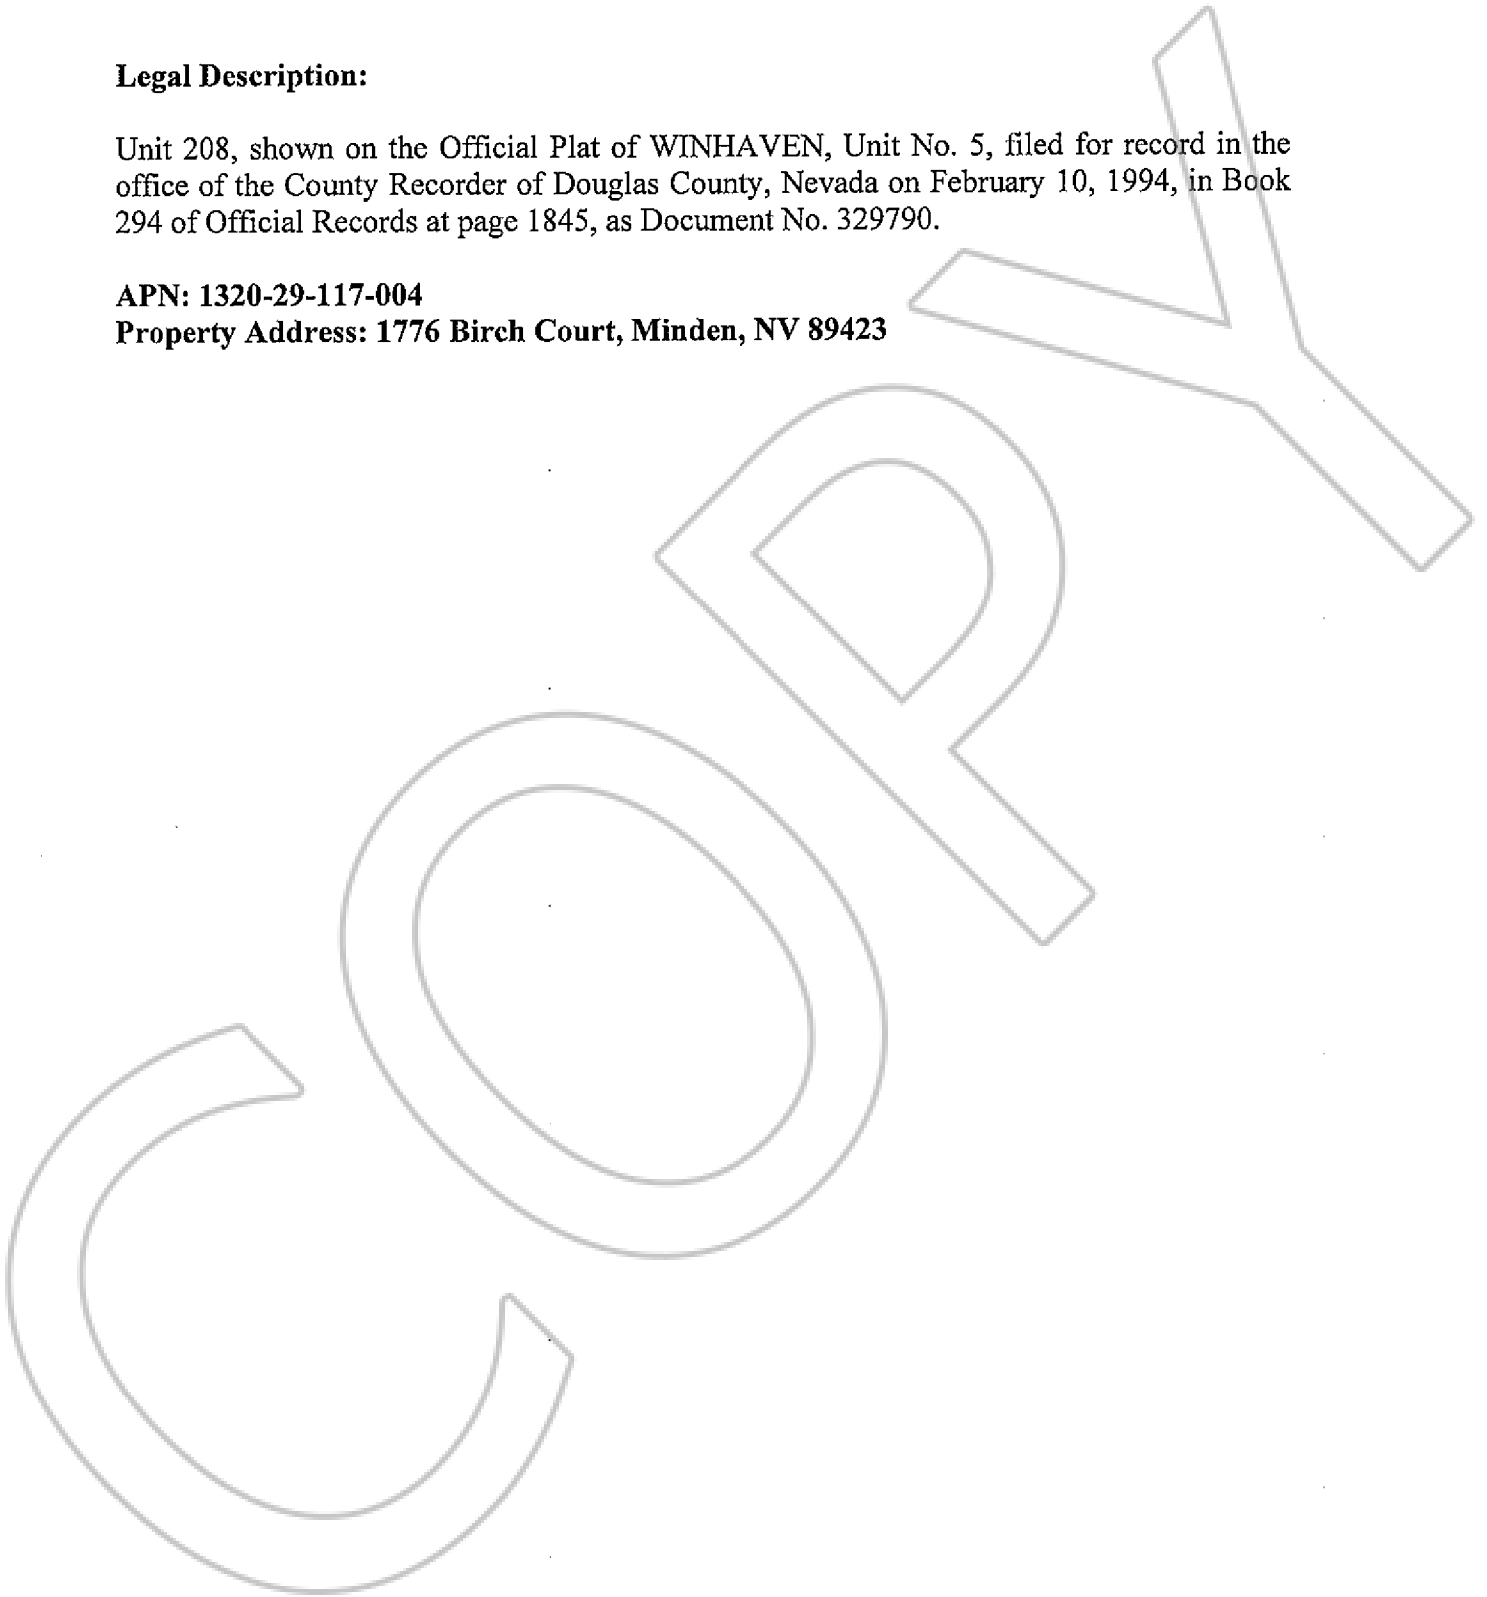 Legal Description:
Unit 208, shown on the Official Plat of WINHAVEN, Unit No. 5, filed for record in the
office of the County Recorder of Douglas County, Nevada on February 10, 1994, in Book
294 of Official Records at page 1845, as Document No. 329790.
APN: 1320-29-117-004
Property Address: 1776 Birch Court, Minden, NV 89423
COPY